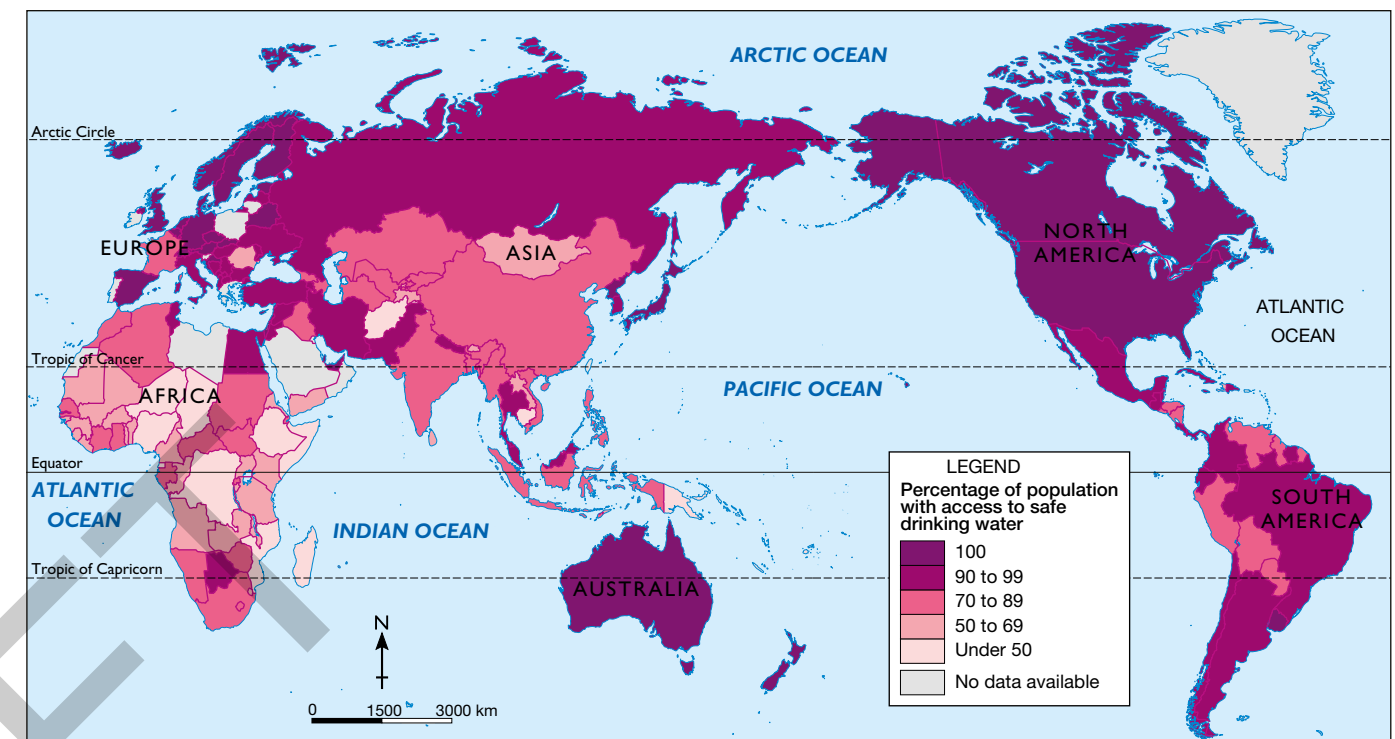 ARCTIC OCEAN
Arctic Circle
EUROPE
ASIA
NORTH
AMERICA
ATLANTIC
OCEAN
Tropic of Cancer
AFRICA
PACIFIC OCEAN
Equator
ATLANTIC
OCEAN
INDIAN OCEAN
SOUTH
AMERICA
Tropic of Capricorn
AUSTRALIA
N
0 1500 3000 km
LEGEND
Percentage of population
with access to safe
drinking water
100
90 to 99
70 to 89
50 to 69
Under 50
No data available